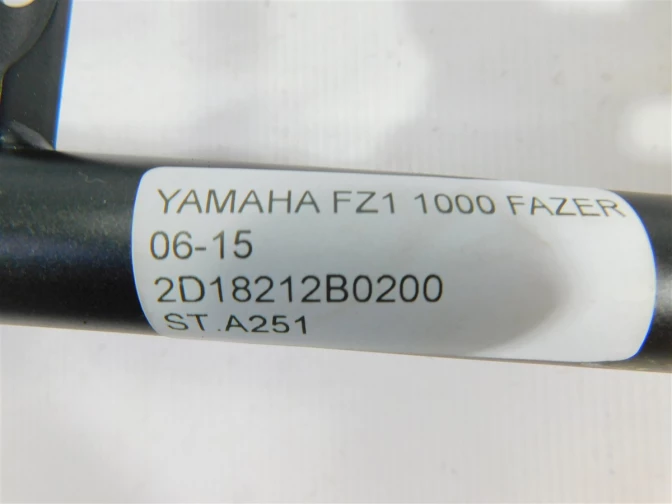 YAMAHA FZ1 1000 FAZER
06-15
2D18212B0200
ST.A251